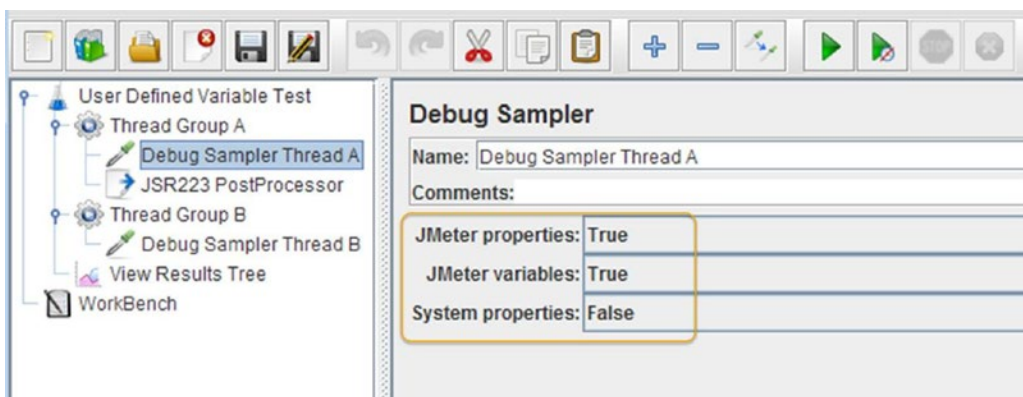 STOP
User Defined Variable Test
Thread Group A
Debug Sampler Thread A
JSR223 PostProcessor
Thread Group B
Debug Sampler Thread B
View Results Tree
WorkBench
Debug Sampler
Name: Debug Sampler Thread A
Comments:
JMeter properties: True
JMeter variables: True
System properties: False